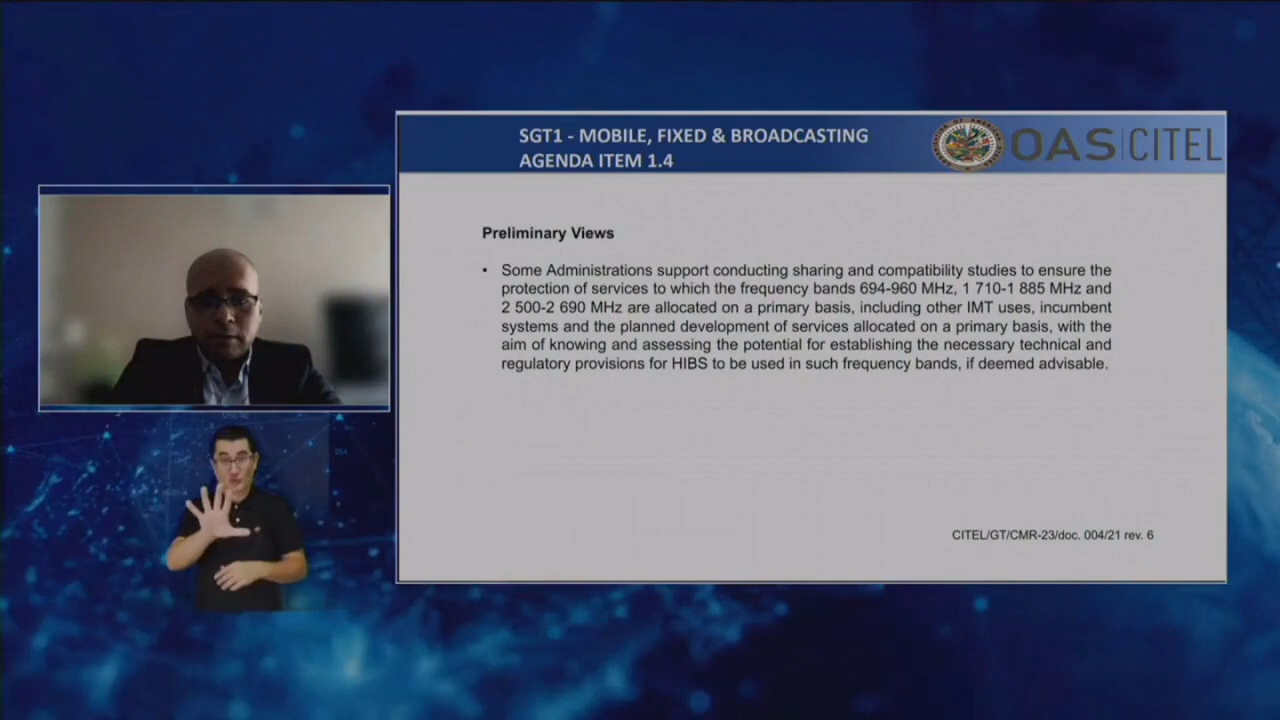 SGT1 - MOBILE, FIXED & BROADCASTING
AGENDA ITEM 1.4
OAS|CITEL
Preliminary Views
• Some Administrations support conducting sharing and compatibility studies to ensure the
protection of services to which the frequency bands 694-960 MHz, 1 710-1 885 MHz and
2 500-2 690 MHz are allocated on a primary basis, including other IMT uses, incumbent
systems and the planned development of services allocated on a primary basis, with the
aim of knowing and assessing the potential for establishing the necessary technical and
regulatory provisions for HIBS to be used in such frequency bands, if deemed advisable.
CITEL/GT/CMR-23/doc. 004/21 rev. 6